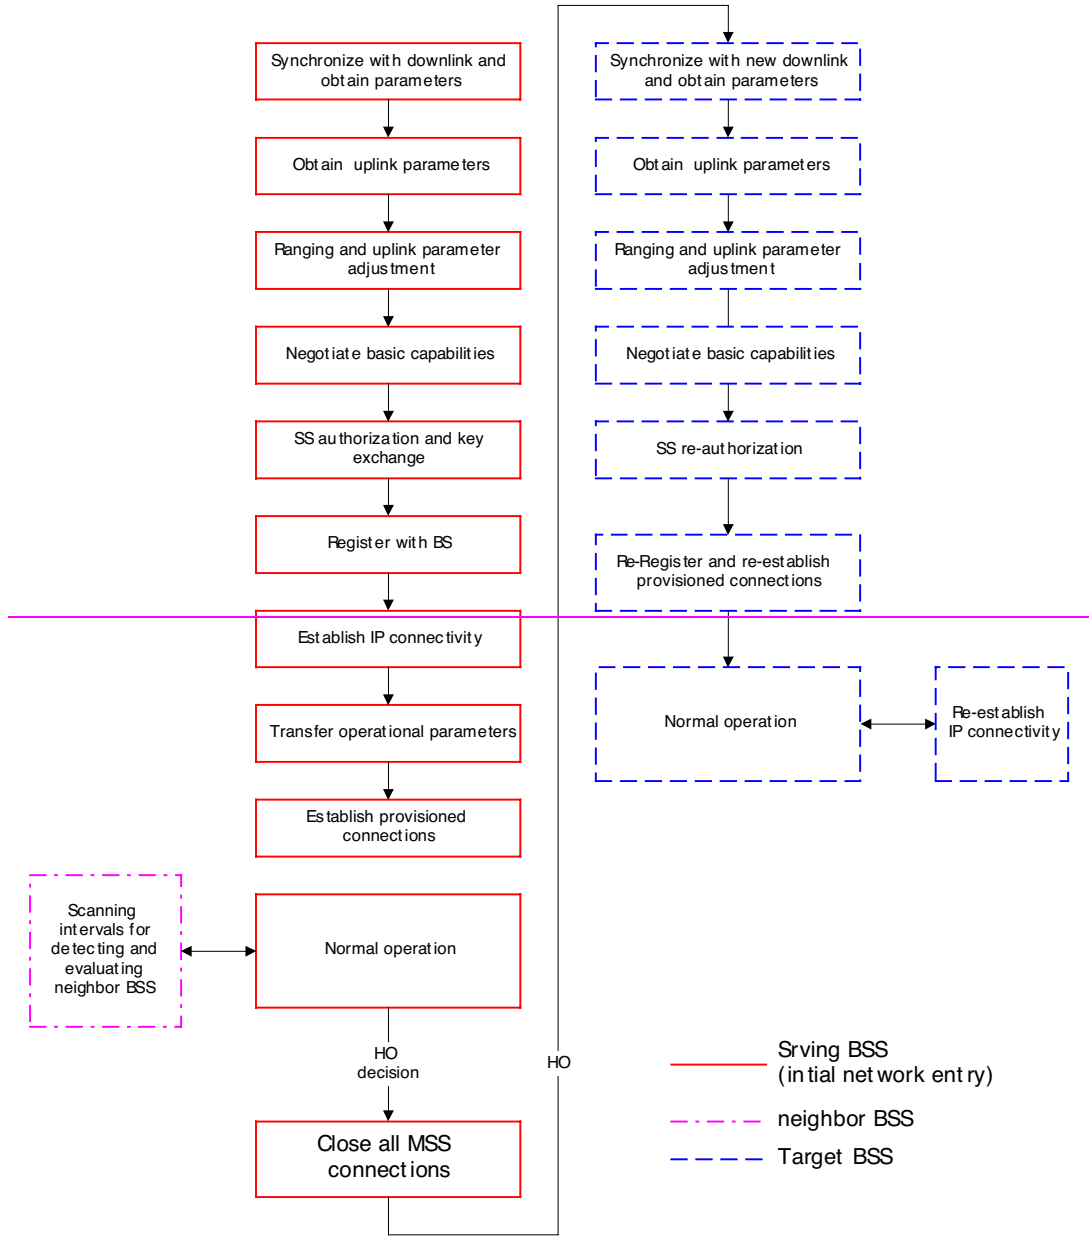 Synchronize with downlink and
obtain parameters
Obtain uplink parameters
Ranging and uplink parameter
adjustment
Negotiate basic capabilities
SS authorization and key
exchange
Register with BS
Establish IP connectivity
Transfer operational parameters
Establish provisioned
connections
Scanning
intervals for
detecting and
evaluating
neighbor BSS
Normal operation
HO
decision
Close all MSS
connections
HO
Synchronize with new downlink
and obtain parameters
Obtain uplink parameters
Ranging and uplink parameter
adjustment
Negotiate basic capabilities
SS re-authorization
Re-Register and re-establish
provisioned connections
Normal operation
Re-establish
IP connectivity
Srving BSS
(intial network entry)
neighbor BSS
Target BSS